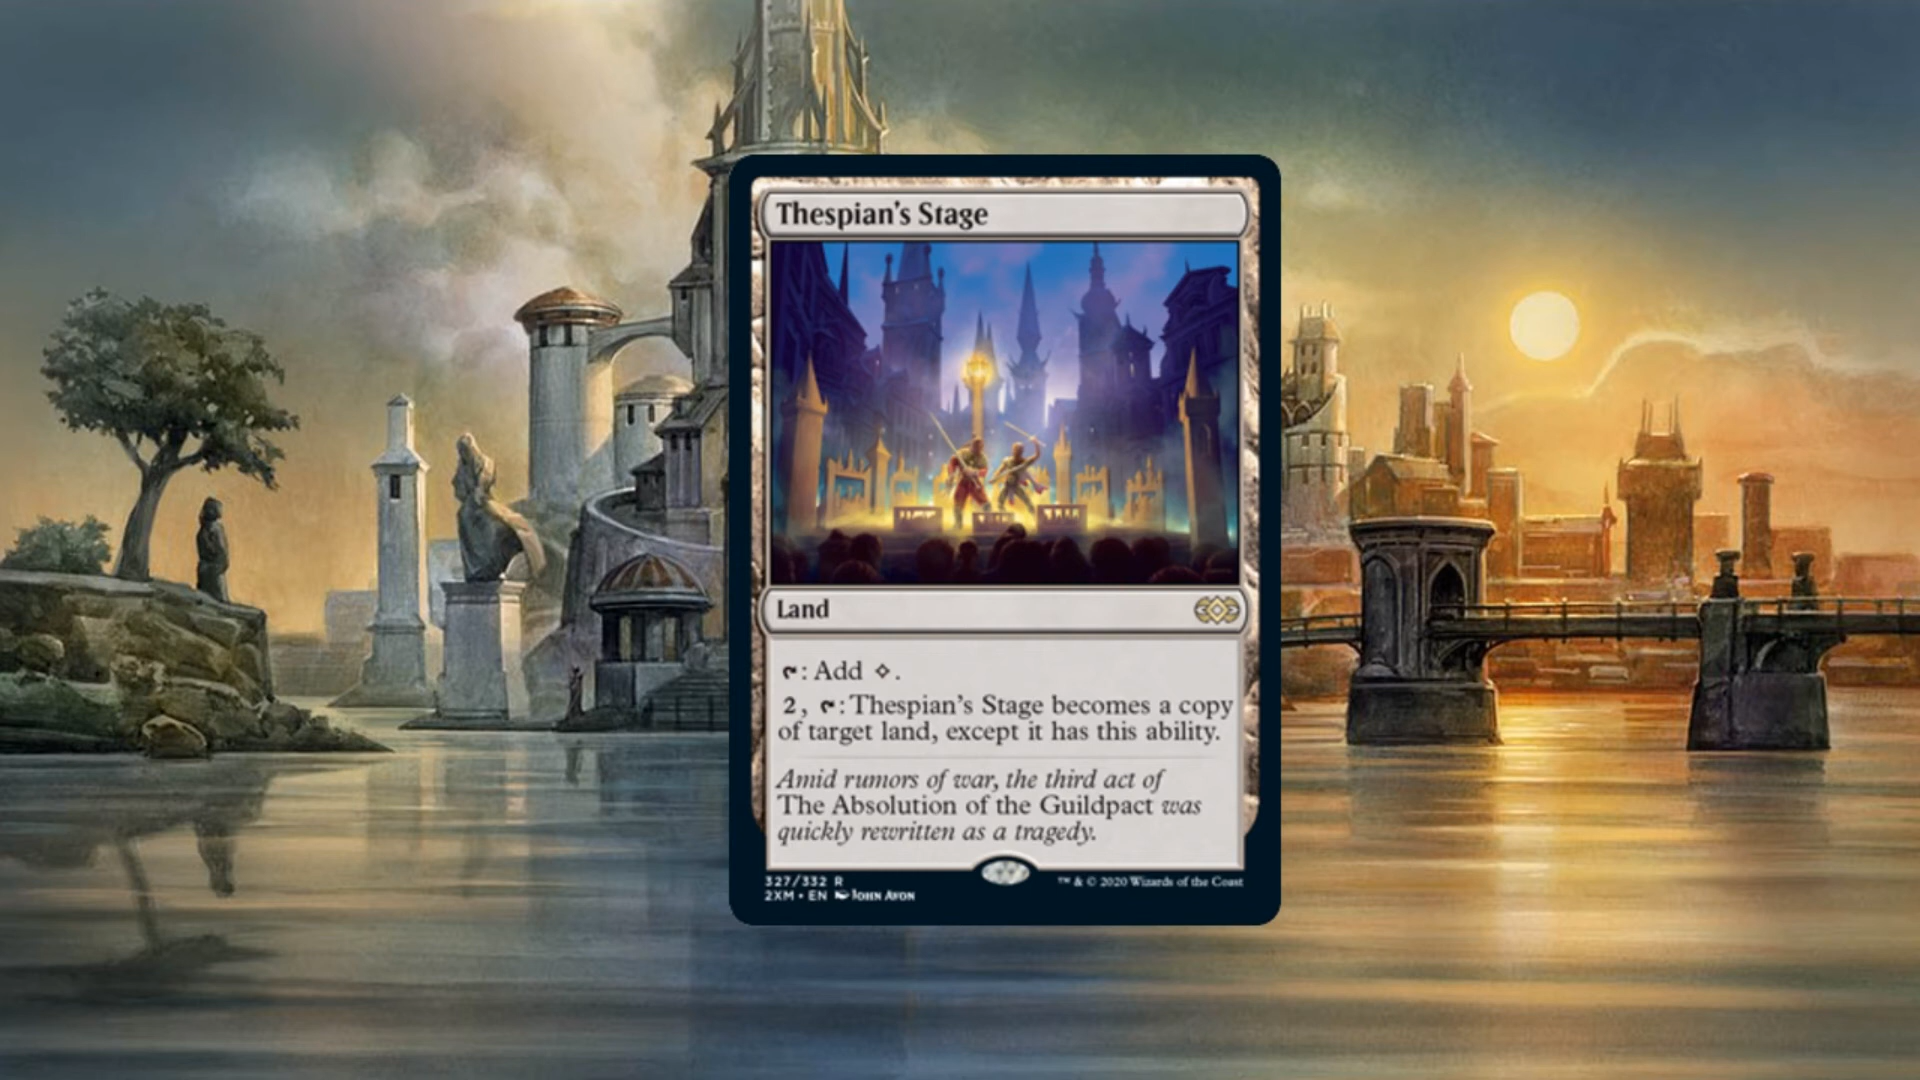 Thespian's Stage
Land
: Add .
2, : Thespian's Stage becomes a copy
of target land, except it has this ability.
Amid rumors of war, the third act of
The Absolution of the Guildpact was
quickly rewritten as a tragedy.
327/332 R
™ & © 2020 Wizards of the Coast
2XM • EN John Avon